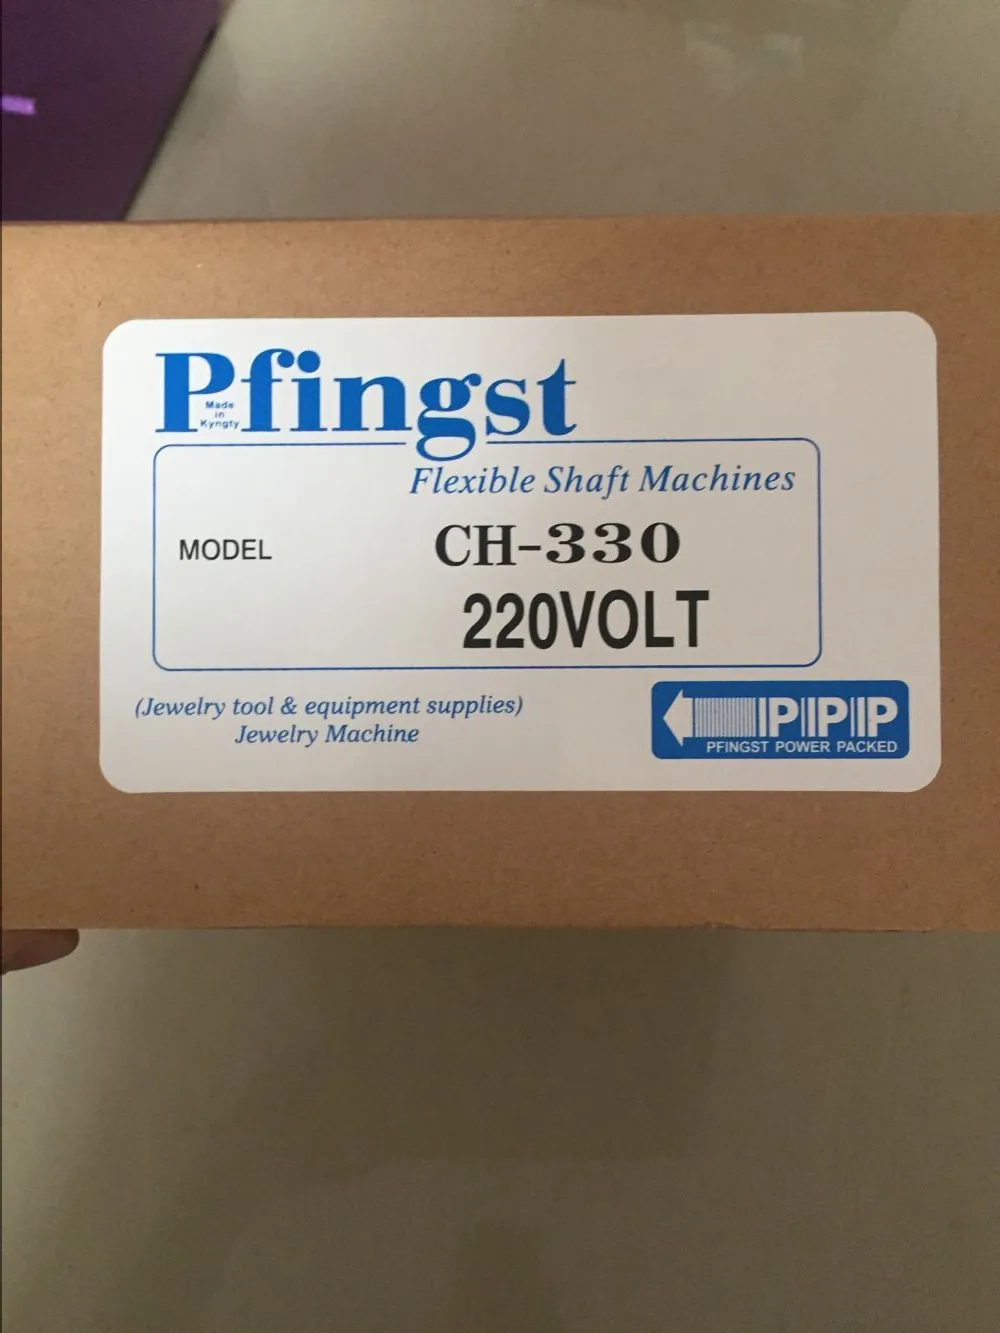 Pfingst
Made
in
Kyngty
Flexible Shaft Machines
MODEL CH-330
220VOLT
(Jewelry tool & equipment supplies)
Jewelry Machine
PPP
PFINGST POWER PACKED